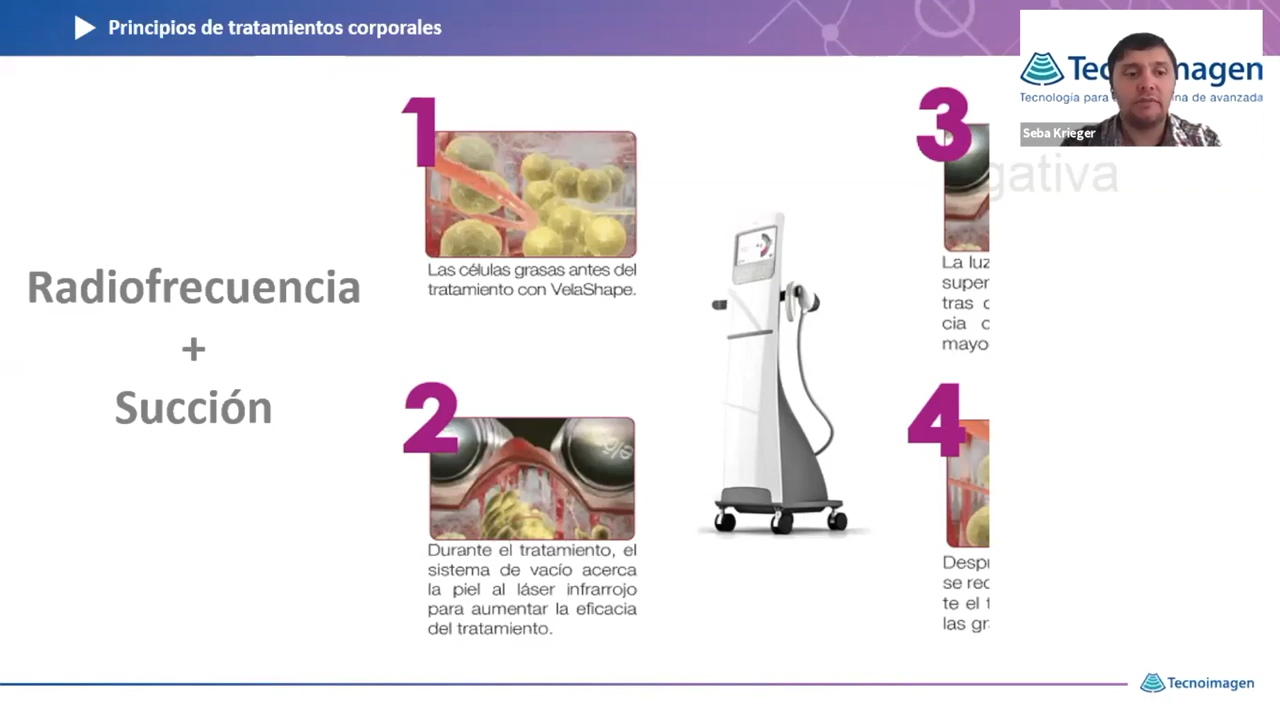 Principios de tratamientos corporales
Tecnoimagen
Tecnología para
na de avanzada
Seba Krieger
gativa
Radiofrecuencia
+
Succión
1
Las células grasas antes del
tratamiento con VelaShape.
2
Durante el tratamiento, el
sistema de vacío acerca
la piel al láser infrarrojo
para aumentar la eficacia
del tratamiento.
3
La luz
super
tras
cia
mayo
4
Despu
se rec
te el
las gr
Tecnoimagen